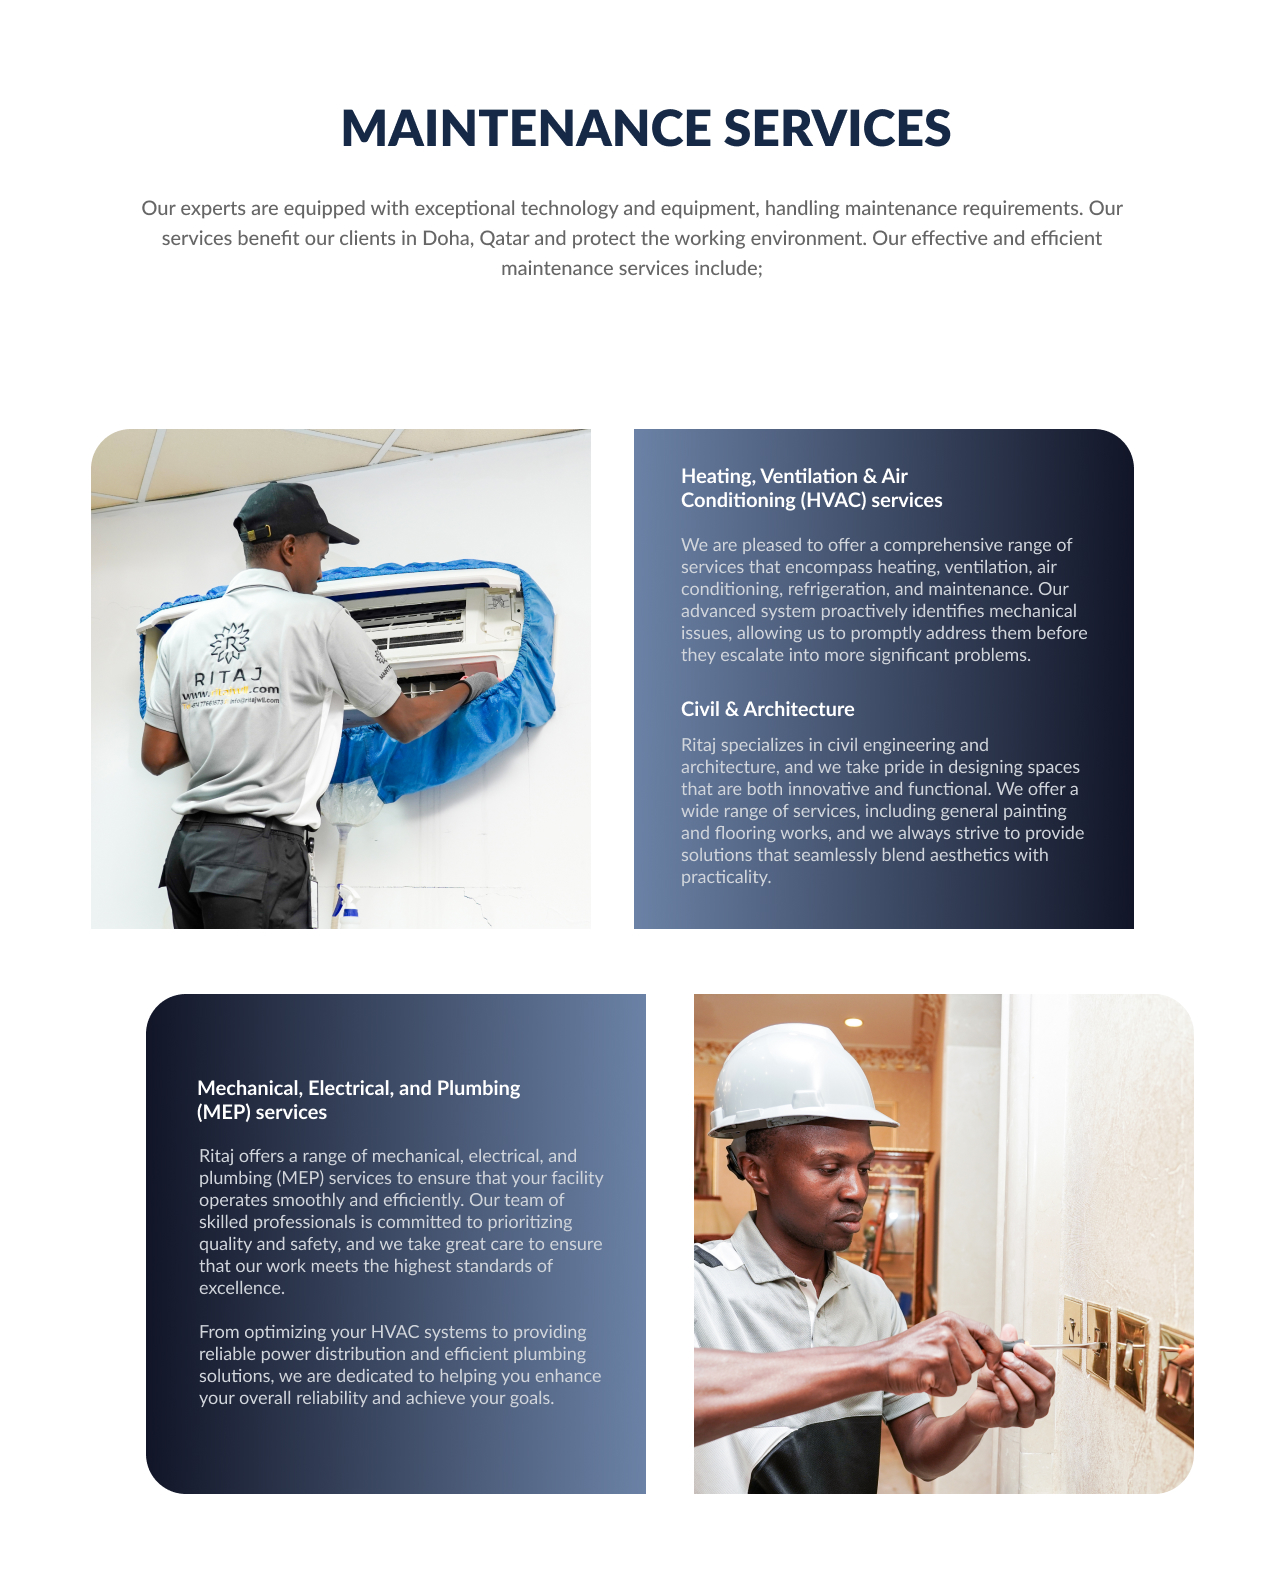 MAINTENANCE SERVICES
Our experts are equipped with exceptional technology and equipment, handling maintenance requirements. Our
services benefit our clients in Doha, Qatar and protect the working environment. Our effective and efficient
maintenance services include;
RITAJ
www.
.com
Heating, Ventilation & Air
Conditioning (HVAC) services
We are pleased to offer a comprehensive range of
services that encompass heating, ventilation, air
conditioning, refrigeration, and maintenance. Our
advanced system proactively identifies mechanical
issues, allowing us to promptly address them before
they escalate into more significant problems.
Civil & Architecture
Ritaj specializes in civil engineering and
architecture, and we take pride in designing spaces
that are both innovative and functional. We offer a
wide range of services, including general painting
and flooring works, and we always strive to provide
solutions that seamlessly blend aesthetics with
practicality.
Mechanical, Electrical, and Plumbing
(MEP) services
Ritaj offers a range of mechanical, electrical, and
plumbing (MEP) services to ensure that your facility
operates smoothly and efficiently. Our team of
skilled professionals is committed to prioritizing
quality and safety, and we take great care to ensure
that our work meets the highest standards of
excellence.
From optimizing your HVAC systems to providing
reliable power distribution and efficient plumbing
solutions, we are dedicated to helping you enhance
your overall reliability and achieve your goals.